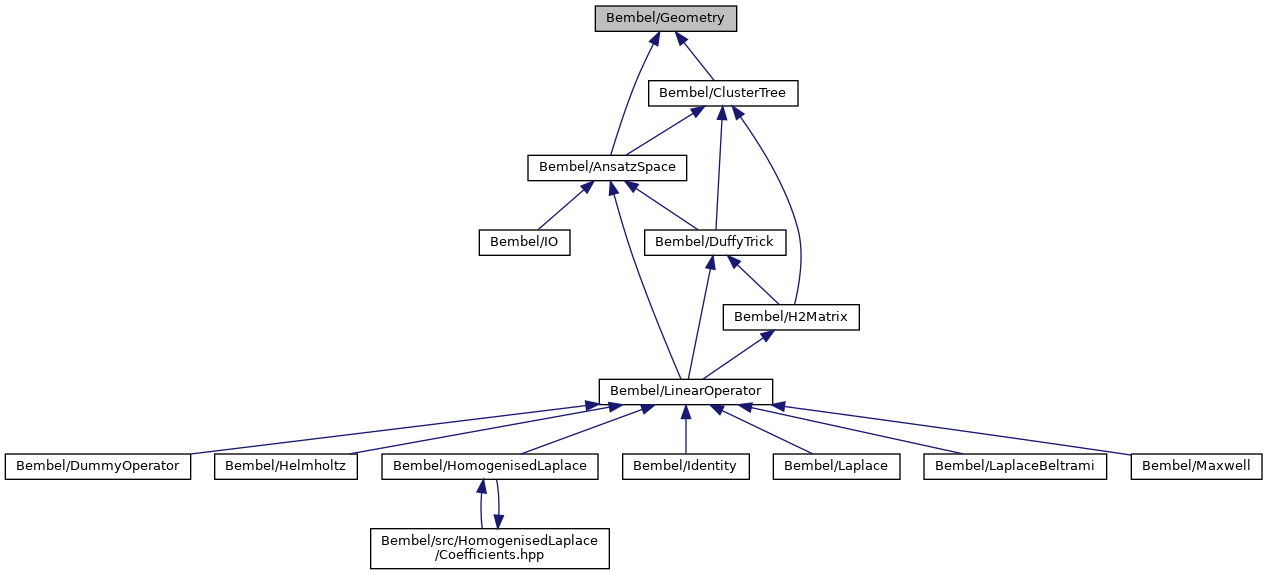 Bembel/Geometry
Bembel/ClusterTree
Bembel/AnsatzSpace
Bembel/IO
Bembel/DuffyTrick
Bembel/H2Matrix
Bembel/LinearOperator
Bembel/DummyOperator
Bembel/Helmholtz
Bembel/HomogenisedLaplace
Bembel/Identity
Bembel/Laplace
Bembel/LaplaceBeltrami
Bembel/Maxwell
Bembel/src/HomogenisedLaplace
/Coefficients.hpp